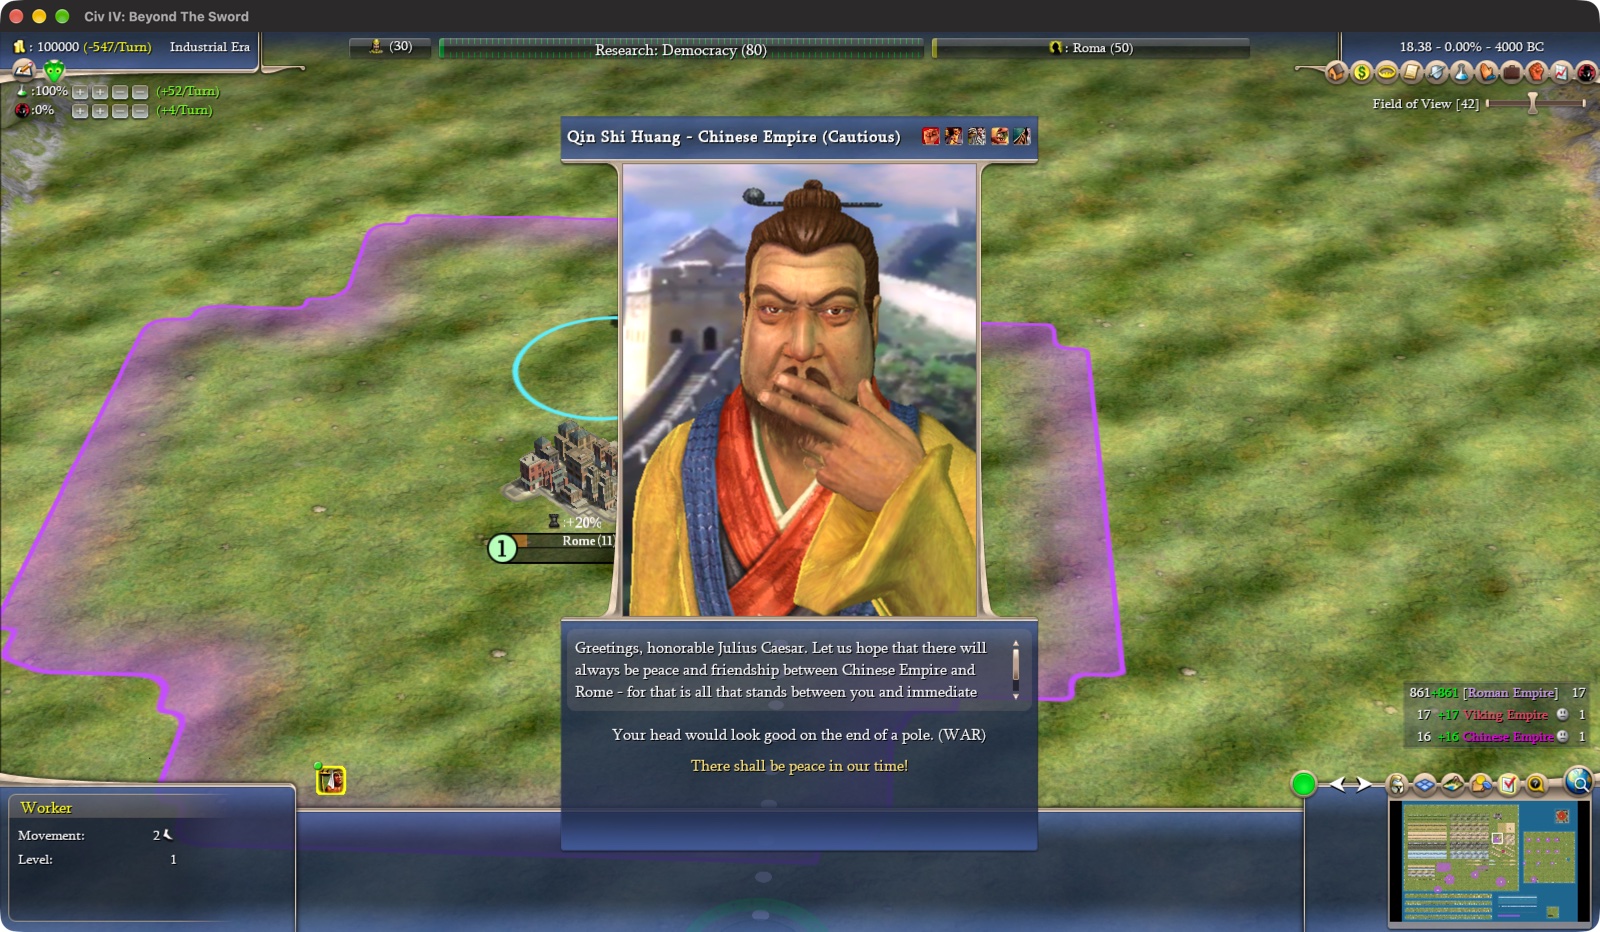 Civ IV: Beyond The Sword
: 100000 (-547/Turn) Industrial Era
(30)
Research: Democracy (80)
: Roma (50)
18.38 - 0.00% - 4000 BC
:100% (+52/Turn)
:0% (+4/Turn)
Field of View [42]
Qin Shi Huang - Chinese Empire (Cautious)
:+20%
1 Rome (11)
Greetings, honorable Julius Caesar. Let us hope that there will
always be peace and friendship between Chinese Empire and
Rome - for that is all that stands between you and immediate
Your head would look good on the end of a pole. (WAR)
There shall be peace in our time!
861+861 [Roman Empire] 17
17 +17 Viking Empire 1
16 +16 Chinese Empire 1
Worker
Movement: 2
Level: 1